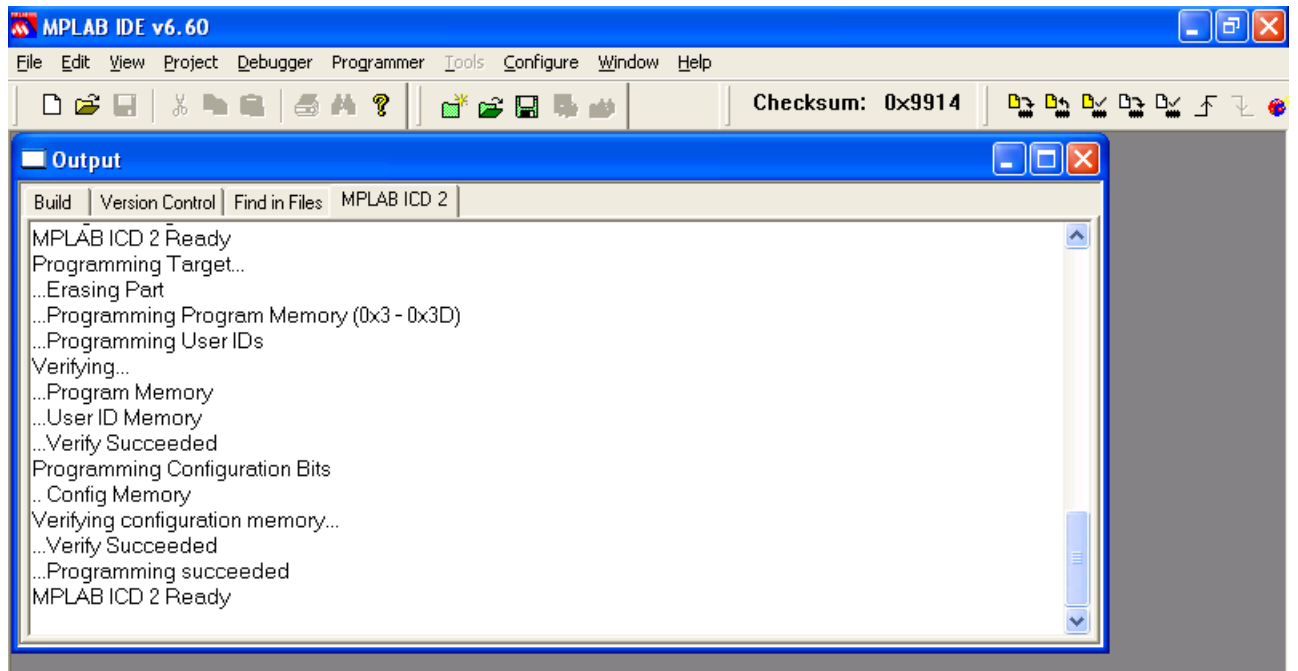 MPLAB IDE v6.60
File Edit View Project Debugger Programmer Tools Configure Window Help
Checksum: 0x9914
Output
Build Version Control Find in Files MPLAB ICD 2
MPLAB ICD 2 Ready
Programming Target...
...Erasing Part
...Programming Program Memory (0x3 - 0x3D)
...Programming User IDs
Verifying...
...Program Memory
...User ID Memory
...Verify Succeeded
Programming Configuration Bits
.. Config Memory
Verifying configuration memory...
...Verify Succeeded
...Programming succeeded
MPLAB ICD 2 Ready